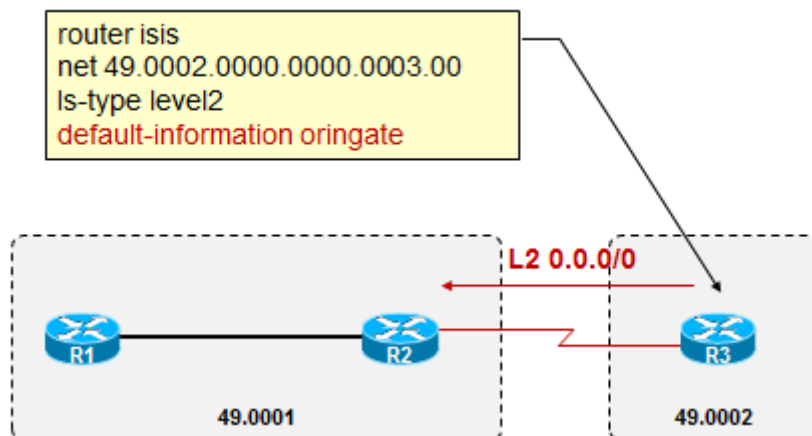 router isis
net 49.0002.0000.0000.0003.00
ls-type level2
default-information oringate
L2 0.0.0/0
R1
R2
R3
49.0001
49.0002